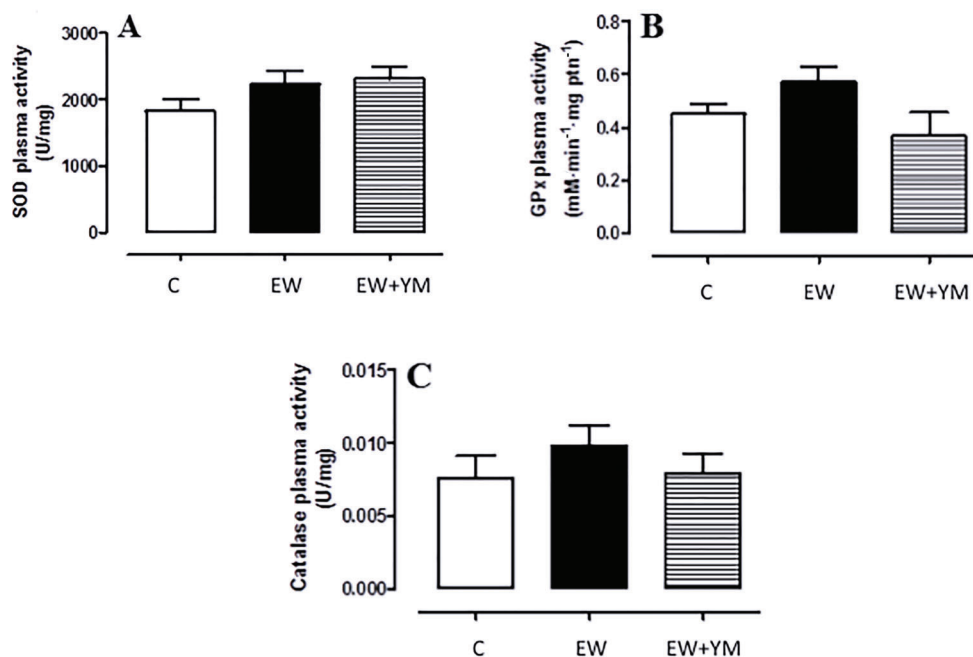 A
SOD plasma activity
(U/mg)
3000
2000
1000
0
C EW EW+YM
B
GPx plasma activity
(mM·min⁻¹·mg ptn⁻¹)
0.8
0.6
0.4
0.2
0.0
C EW EW+YM
C
Catalase plasma activity
(U/mg)
0.015
0.010
0.005
0.000
C EW EW+YM